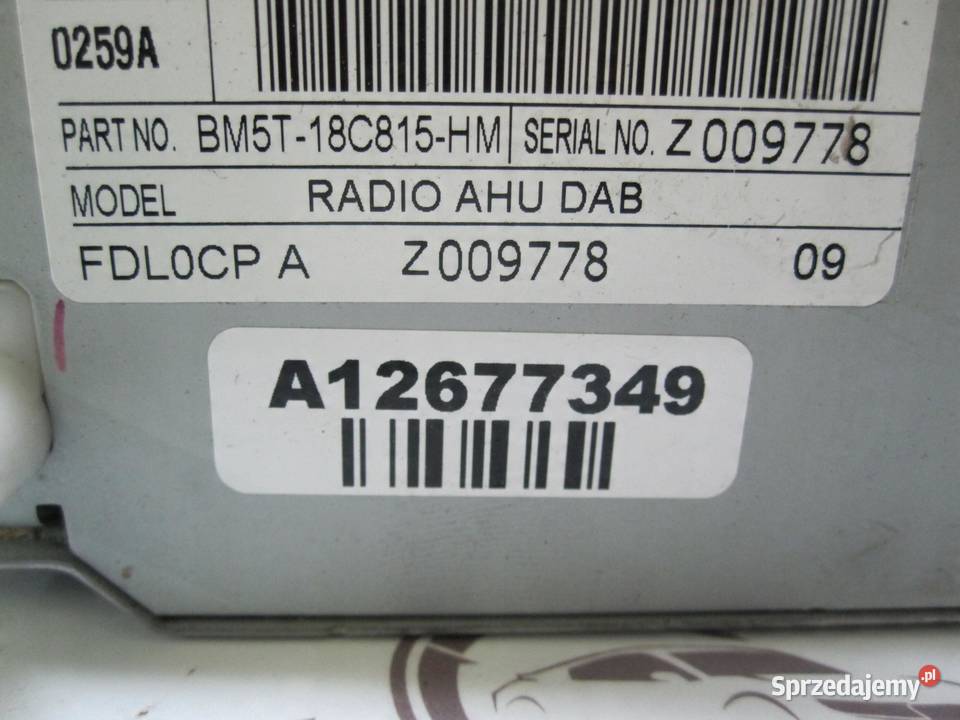 0259A
PART NO. BM5T-18C815-HM SERIAL NO. Z009778
MODEL RADIO AHU DAB
FDL0CP A Z009778 09
A12677349
Sprzedajemy.pl